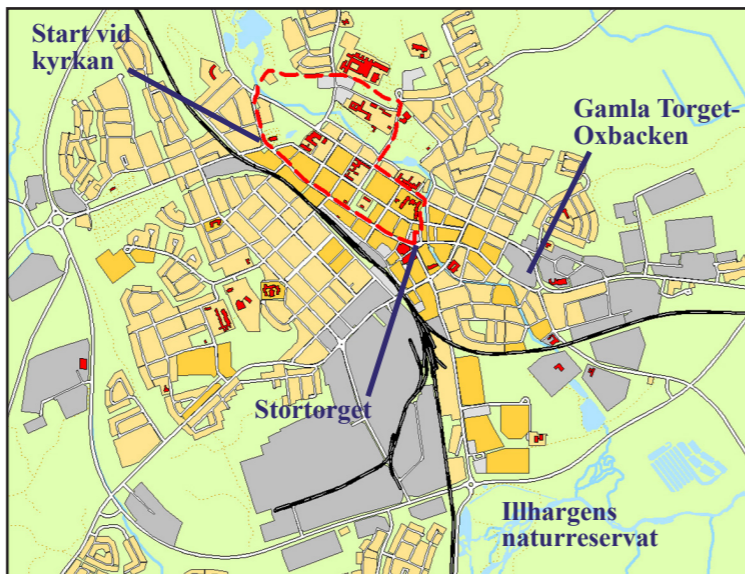 Start vid
kyrkan
Gamla Torget-
Oxbacken
Stortorget
Illhargens
naturreservat